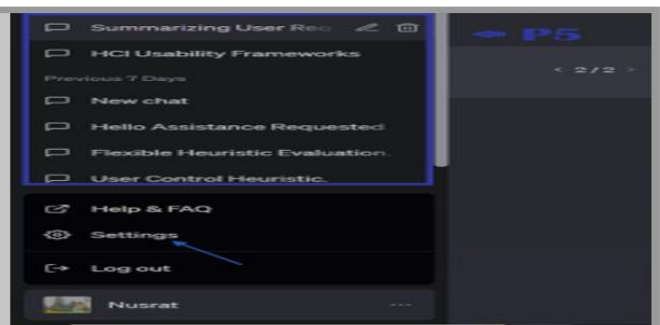 Summarizing User Req
P5
HCI Usability Frameworks
< 2/2 >
Previous 7 Days
New chat
Hello Assistance Requested
Flexible Heuristic Evaluation.
User Control Heuristic.
Help & FAQ
Settings
Log out
Nusrat